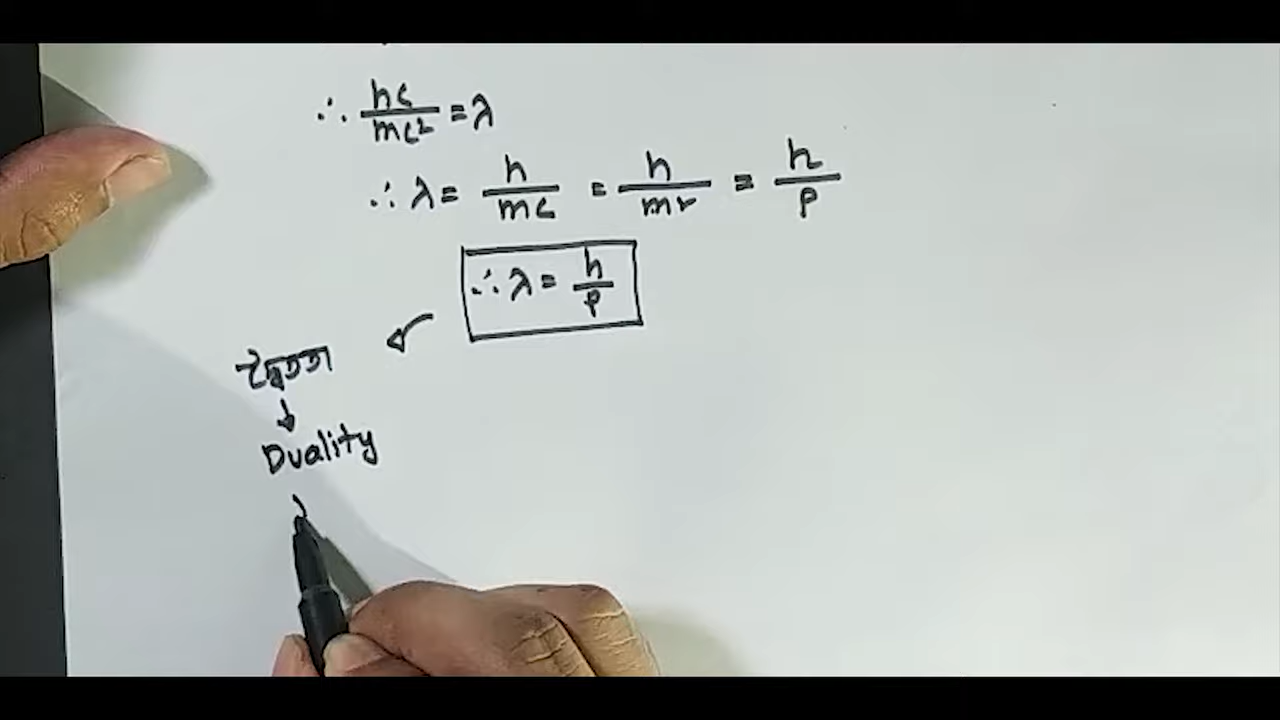 ∴ hc/mc² = λ
∴ λ = h/mc = h/mv = h/p
∴ λ = h/p
দ্বৈততা
↓
Duality